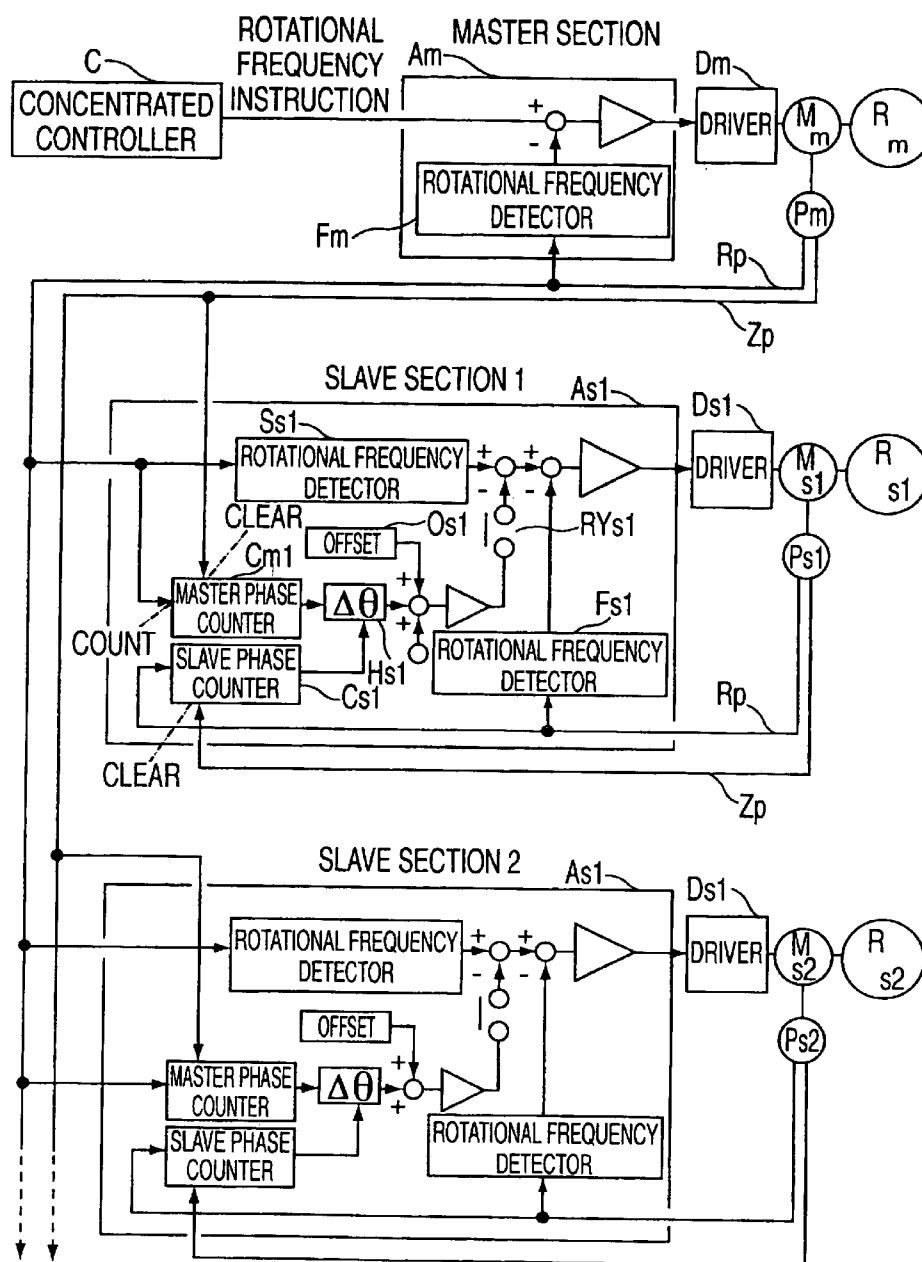 C
ROTATIONAL
FREQUENCY
INSTRUCTION
MASTER SECTION
Am
Dm
CONCENTRATED
CONTROLLER
+
-
DRIVER
M
m
R
m
ROTATIONAL FREQUENCY
DETECTOR
Fm
Pm
Rp
Zp
SLAVE SECTION 1
As1
Ds1
Ss1
ROTATIONAL FREQUENCY
DETECTOR
+
-
+
-
DRIVER
M
s1
R
s1
CLEAR
Cm1
Os1
OFFSET
RYs1
Ps1
MASTER PHASE
COUNTER
Δθ
+
+
Fs1
COUNT
SLAVE PHASE
COUNTER
Hs1
Cs1
ROTATIONAL FREQUENCY
DETECTOR
Rp
CLEAR
Zp
SLAVE SECTION 2
As1
Ds1
ROTATIONAL FREQUENCY
DETECTOR
+
-
+
-
DRIVER
M
s2
R
s2
OFFSET
Ps2
MASTER PHASE
COUNTER
Δθ
+
+
SLAVE PHASE
COUNTER
ROTATIONAL FREQUENCY
DETECTOR